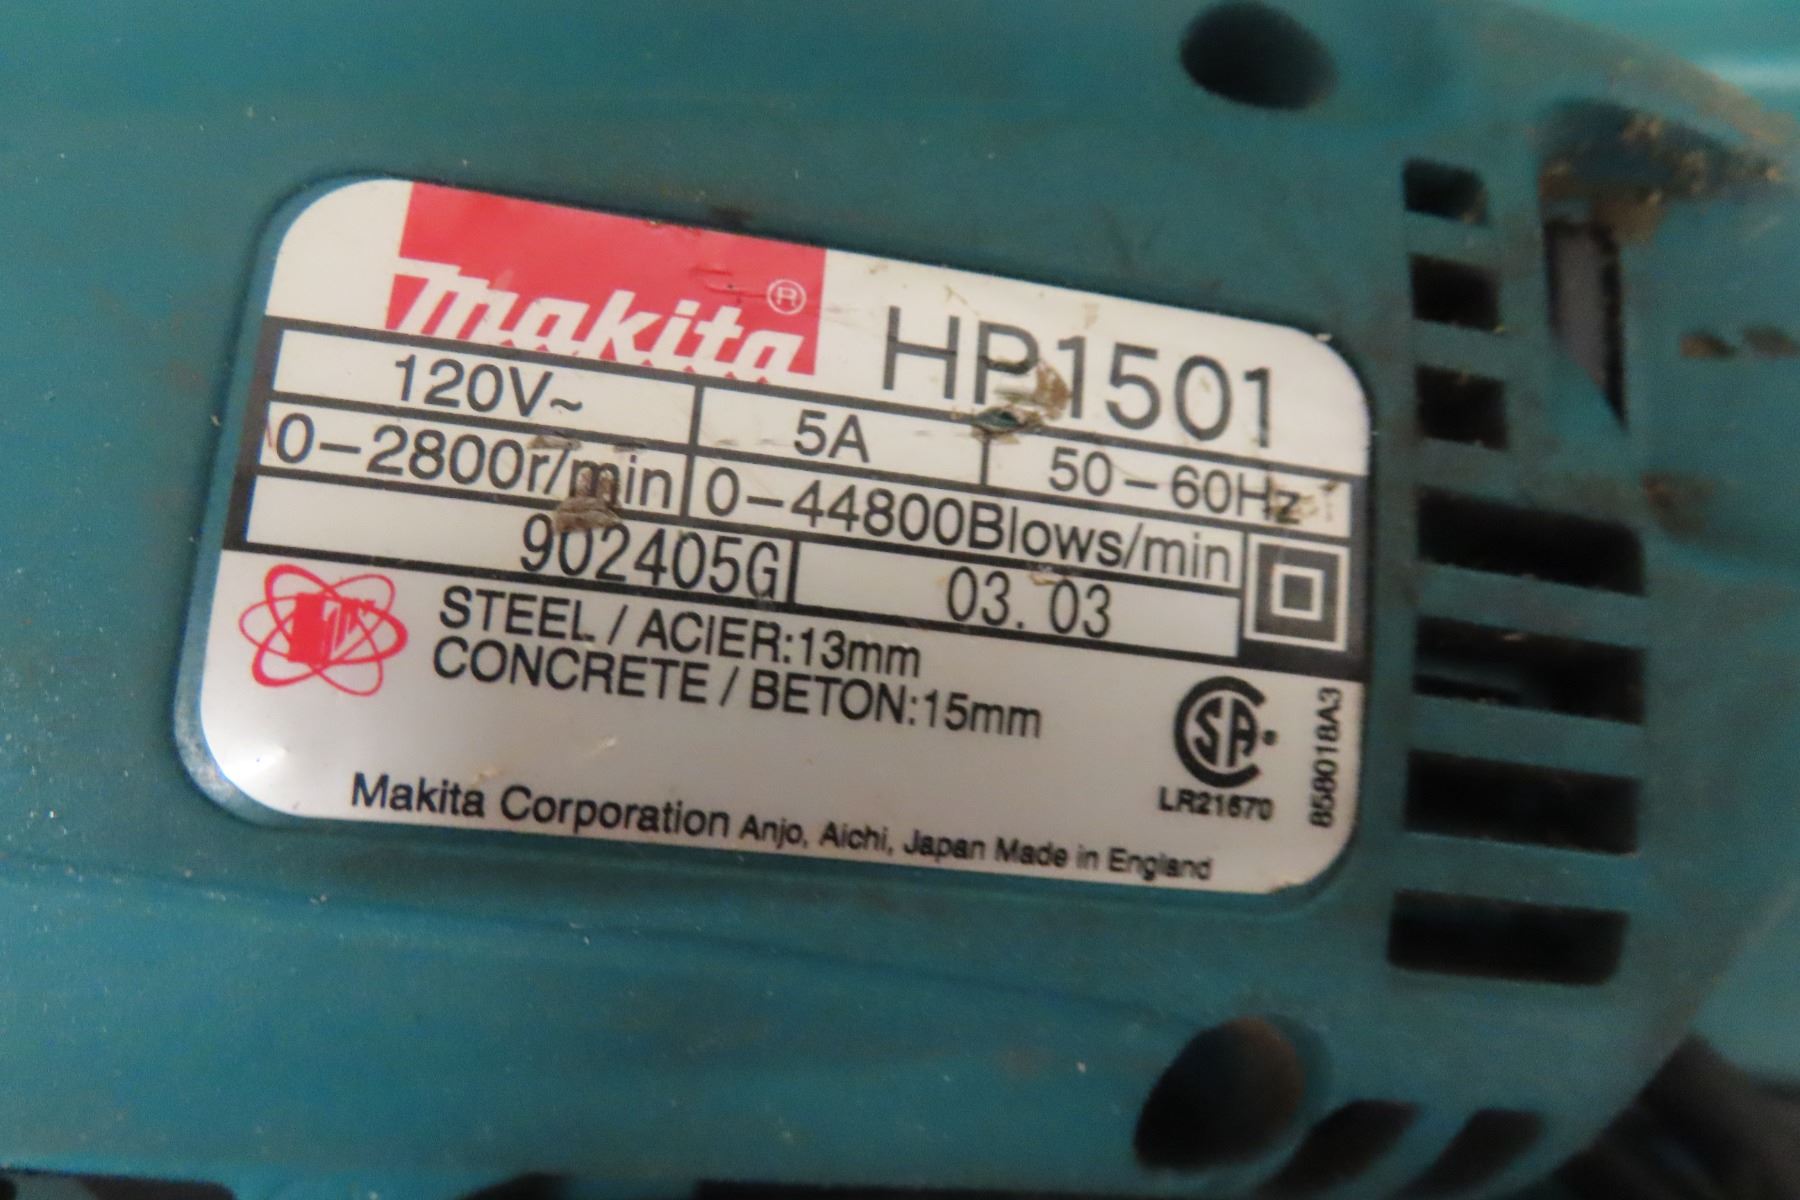 makita® HP1501
120V~ 5A 50-60Hz
0-2800r/min 0-44800Blows/min
902405G 03. 03
STEEL / ACIER:13mm
CONCRETE / BETON:15mm
CSA®
LR21670
858018A3
Makita Corporation Anjo, Aichi, Japan Made in England